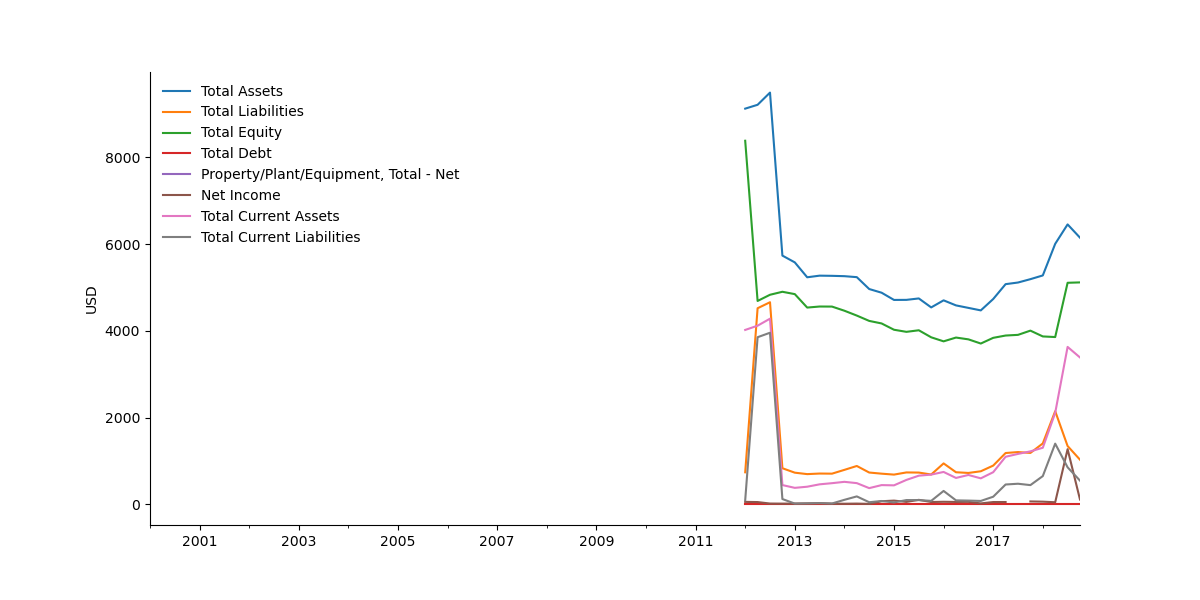 Total Assets
Total Liabilities
Total Equity
Total Debt
Property/Plant/Equipment, Total - Net
Net Income
Total Current Assets
Total Current Liabilities
USD
8000
6000
4000
2000
0
2001 2003 2005 2007 2009 2011 2013 2015 2017